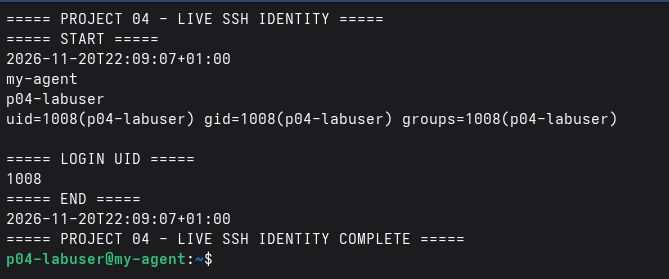 ===== PROJECT 04 - LIVE SSH IDENTITY =====
===== START =====
2026-11-20T22:09:07+01:00
my-agent
p04-labuser
uid=1008(p04-labuser) gid=1008(p04-labuser) groups=1008(p04-labuser)
===== LOGIN UID =====
1008
===== END =====
2026-11-20T22:09:07+01:00
===== PROJECT 04 - LIVE SSH IDENTITY COMPLETE =====
p04-labuser@my-agent:~$